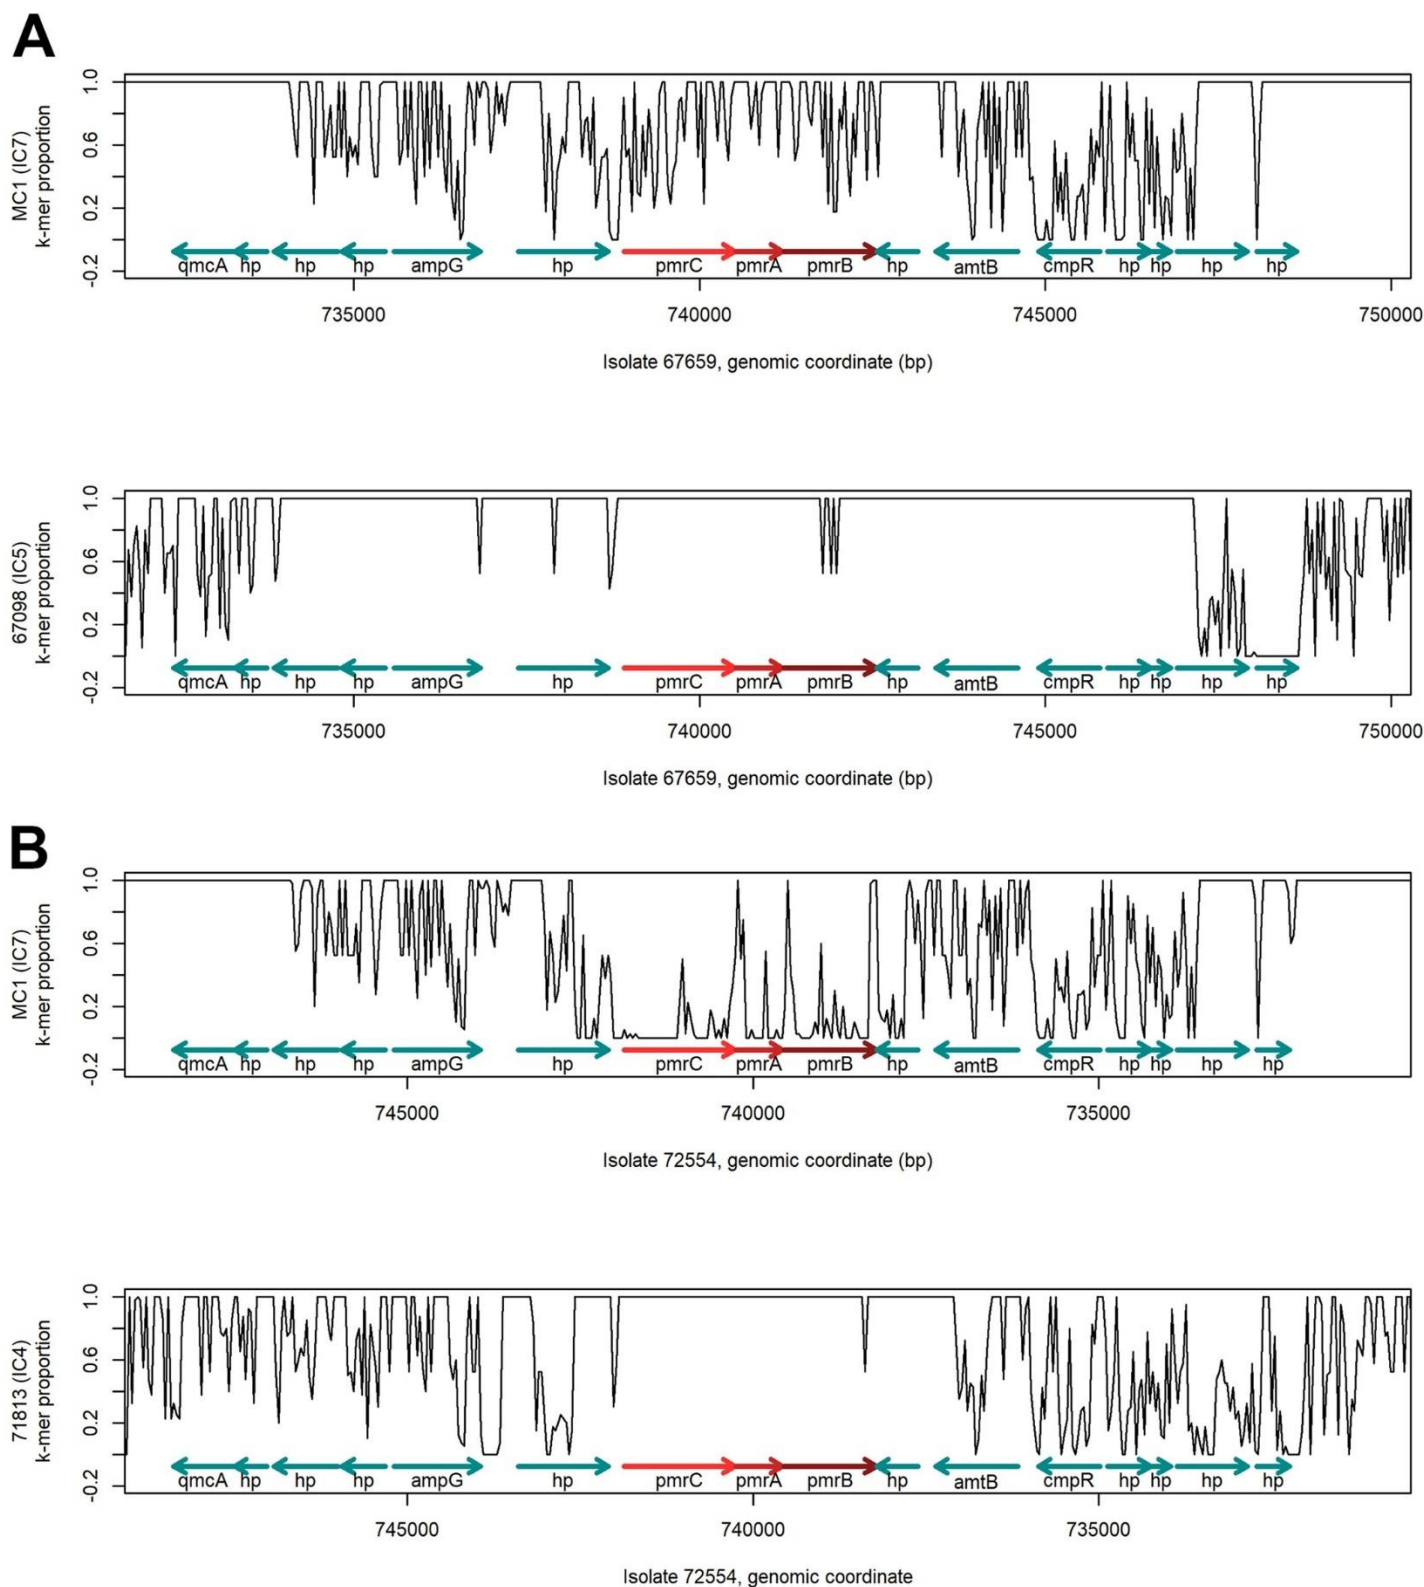 A
MC1 (IC7)
k-mer proportion
1.0
0.6
0.2
-0.2
qmcA hp hp hp ampG hp pmrC pmrA pmrB hp amtB cmpR hp hp hp hp
735000 740000 745000 750000
Isolate 67659, genomic coordinate (bp)
67098 (IC5)
k-mer proportion
1.0
0.6
0.2
-0.2
qmcA hp hp hp ampG hp pmrC pmrA pmrB hp amtB cmpR hp hp hp hp
735000 740000 745000 750000
Isolate 67659, genomic coordinate (bp)
B
MC1 (IC7)
k-mer proportion
1.0
0.6
0.2
-0.2
qmcA hp hp hp ampG hp pmrC pmrA pmrB hp amtB cmpR hp hp hp hp
745000 740000 735000
Isolate 72554, genomic coordinate (bp)
71813 (IC4)
k-mer proportion
1.0
0.6
0.2
-0.2
qmcA hp hp hp ampG hp pmrC pmrA pmrB hp amtB cmpR hp hp hp hp
745000 740000 735000
Isolate 72554, genomic coordinate